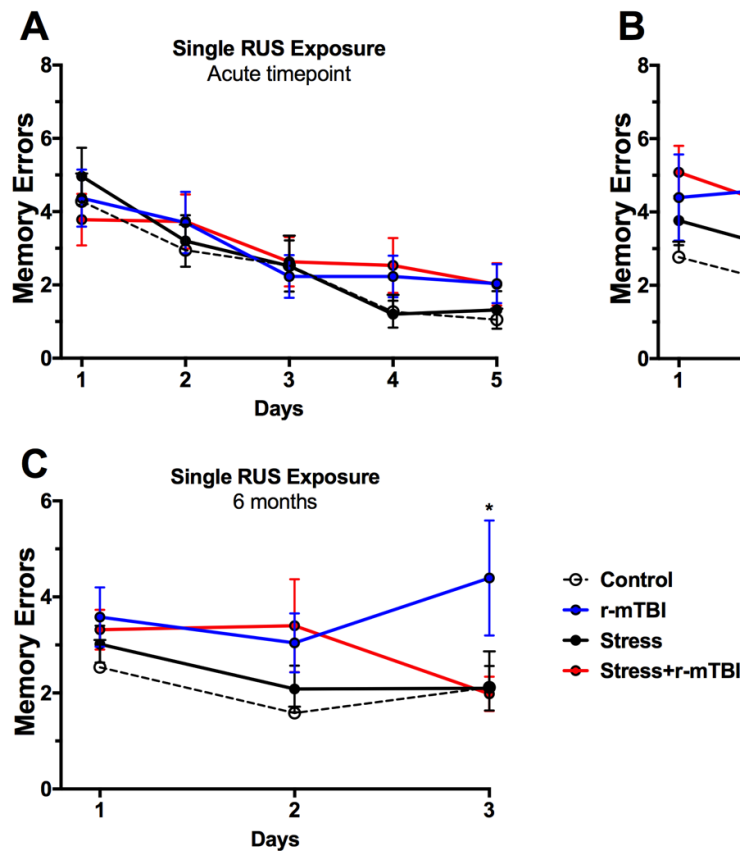 A
Single RUS Exposure
Acute timepoint
Memory Errors
8
6
4
2
0
1 2 3 4 5
Days
B
Memory Errors
8
6
4
2
0
1
C
Single RUS Exposure
6 months
Memory Errors
6
4
2
0
*
1 2 3
Days
Control
r-mTBI
Stress
Stress+r-mTBI